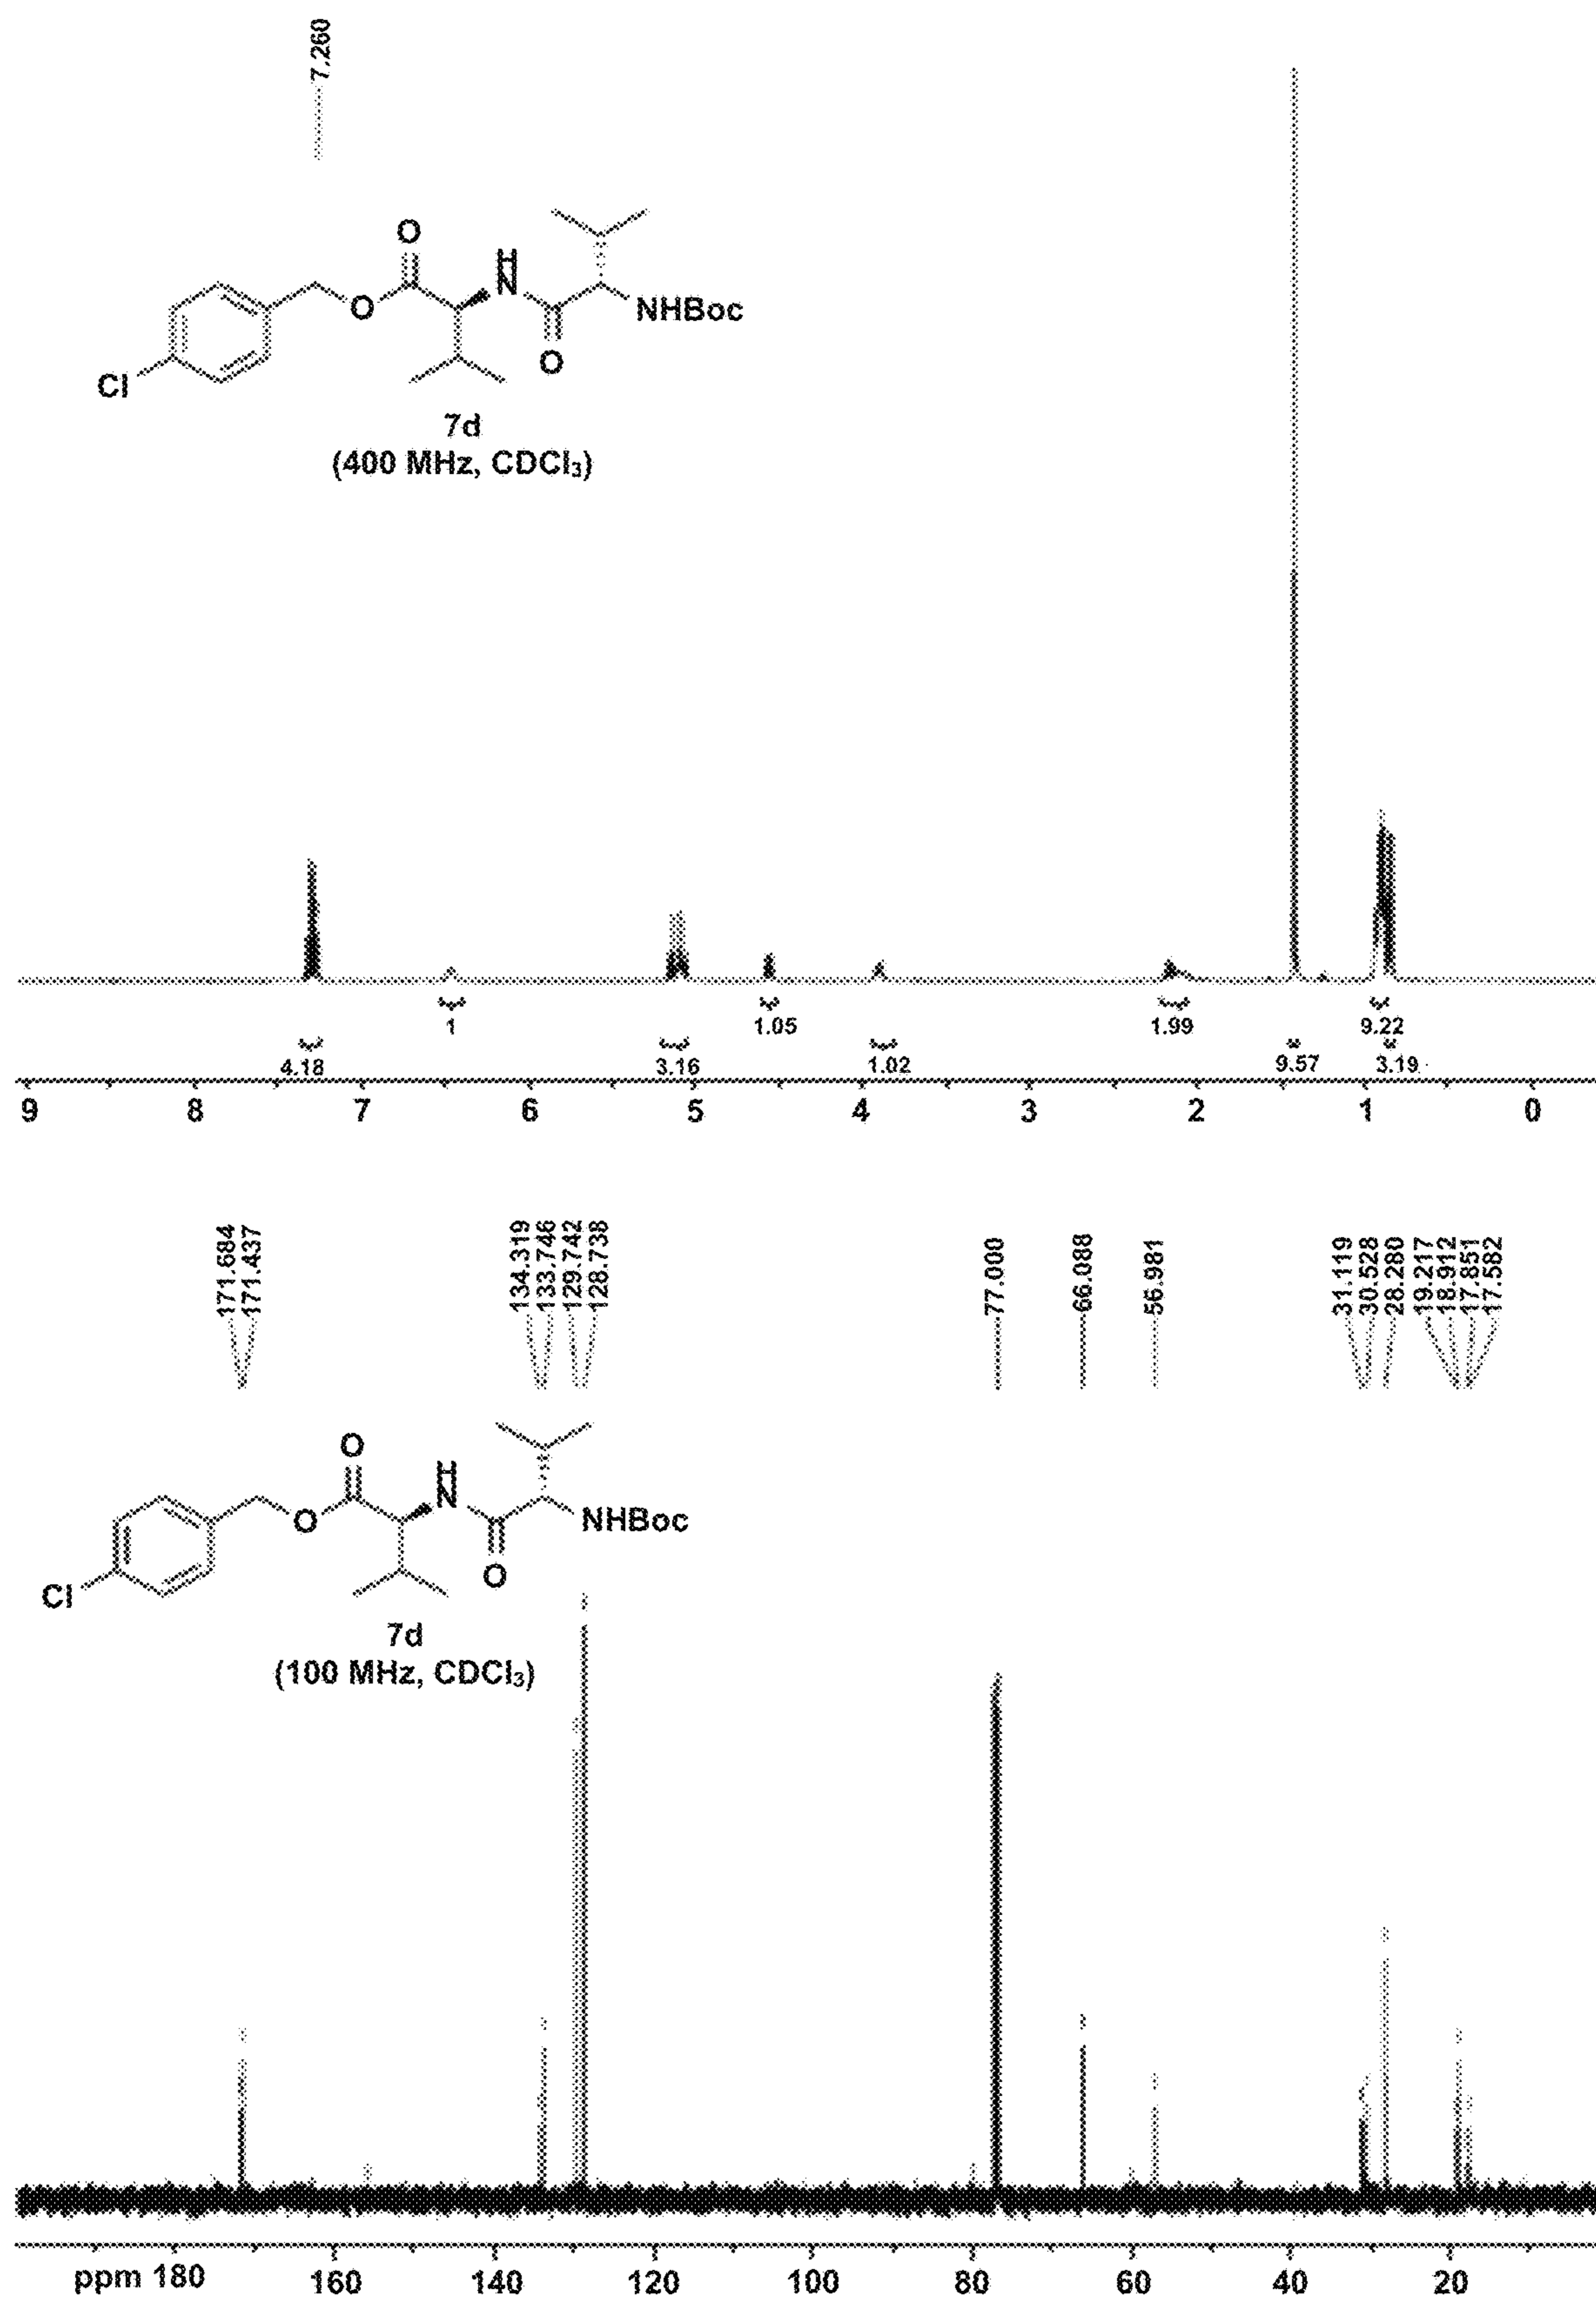 7.260
O
H
N
NHBoc
O
O
Cl
7d
(400 MHz, CDCl₃)
1
1.05
1.99
9.22
4.18
3.16
1.02
9.57
3.19
9 8 7 6 5 4 3 2 1 0
171.684
171.437
134.319
133.746
129.742
128.738
77.000
66.088
56.981
31.119
30.528
28.280
19.217
18.912
17.851
17.582
O
H
N
O
NHBoc
O
Cl
7d
(100 MHz, CDCl₃)
ppm 180 160 140 120 100 80 60 40 20